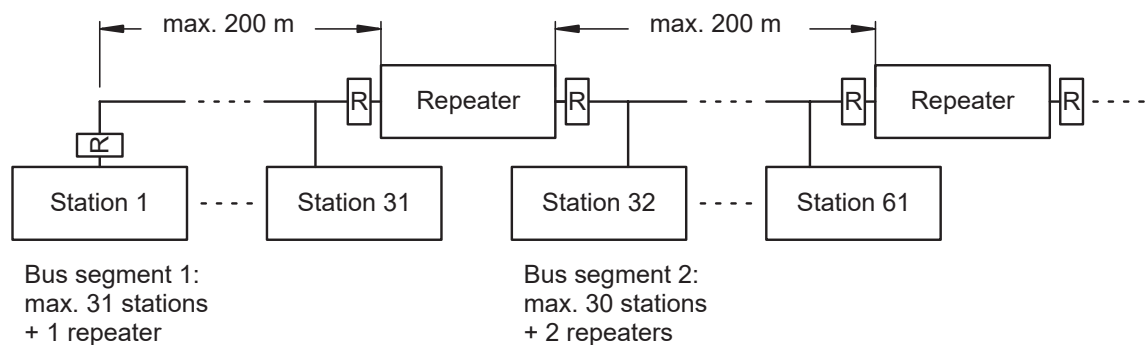 max. 200 m
max. 200 m
R
Repeater
R
R
Repeater
R
R
Station 1
Station 31
Station 32
Station 61
Bus segment 1:
max. 31 stations
+ 1 repeater
Bus segment 2:
max. 30 stations
+ 2 repeaters